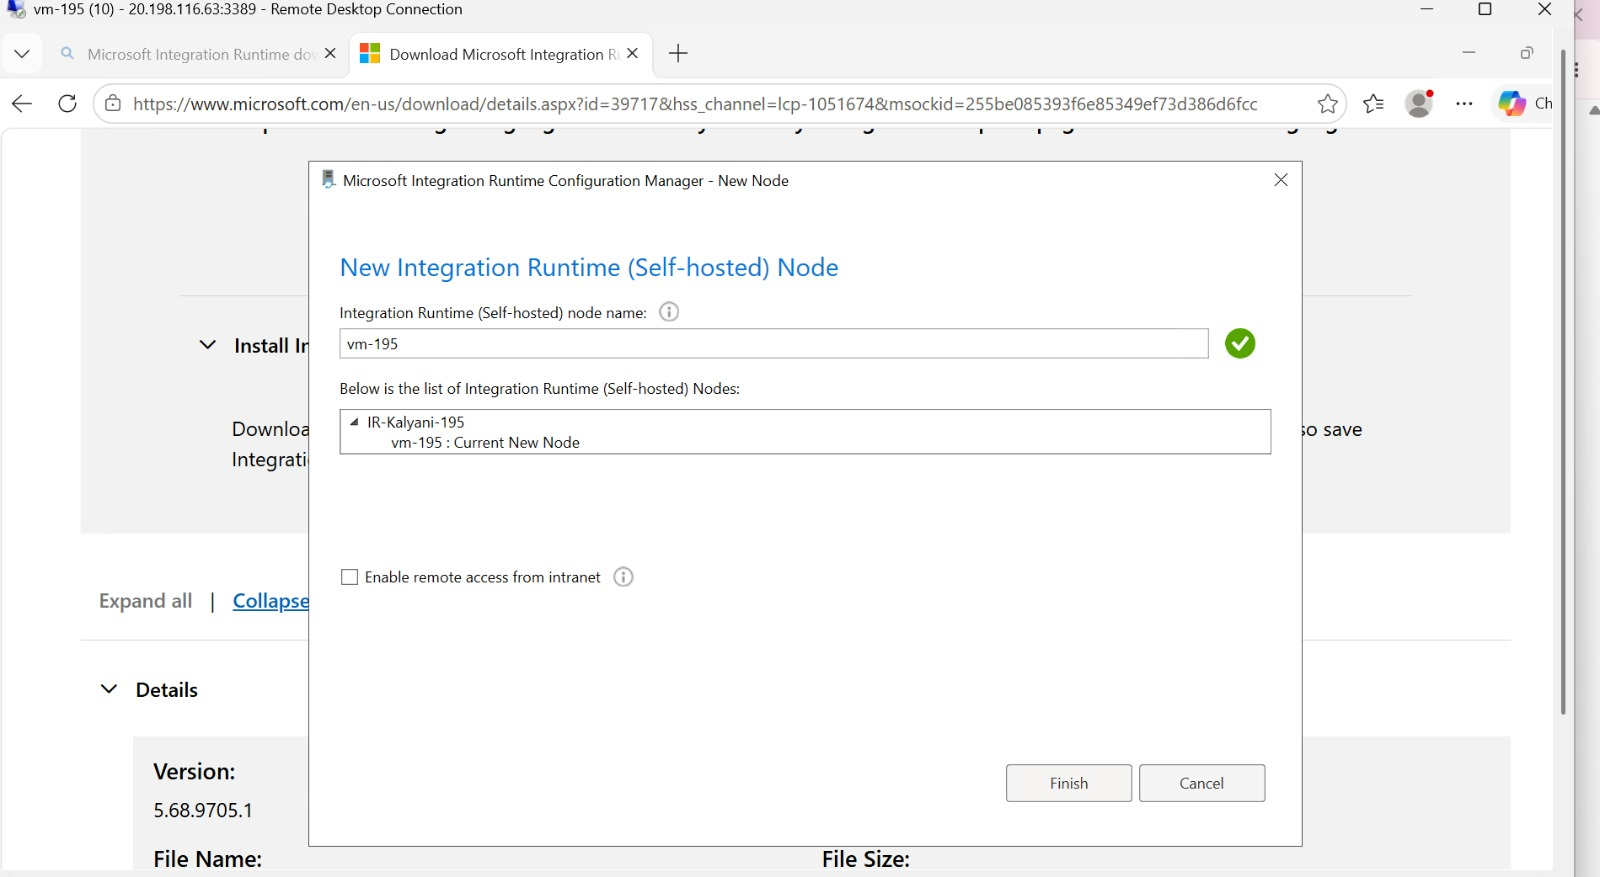 vm-195 (10) - 20.198.116.63:3389 - Remote Desktop Connection
Microsoft Integration Runtime dow
Download Microsoft Integration R
https://www.microsoft.com/en-us/download/details.aspx?id=39717&hss_channel=lcp-1051674&msockid=255be085393f6e85349ef73d386d6fcc
Ch
Microsoft Integration Runtime Configuration Manager - New Node
New Integration Runtime (Self-hosted) Node
Integration Runtime (Self-hosted) node name:
vm-195
Install In
Below is the list of Integration Runtime (Self-hosted) Nodes:
IR-Kalyani-195
vm-195 : Current New Node
Downloa
so save
Integrati
Enable remote access from intranet
Expand all | Collapse
Details
Version:
Finish
Cancel
5.68.9705.1
File Name:
File Size: